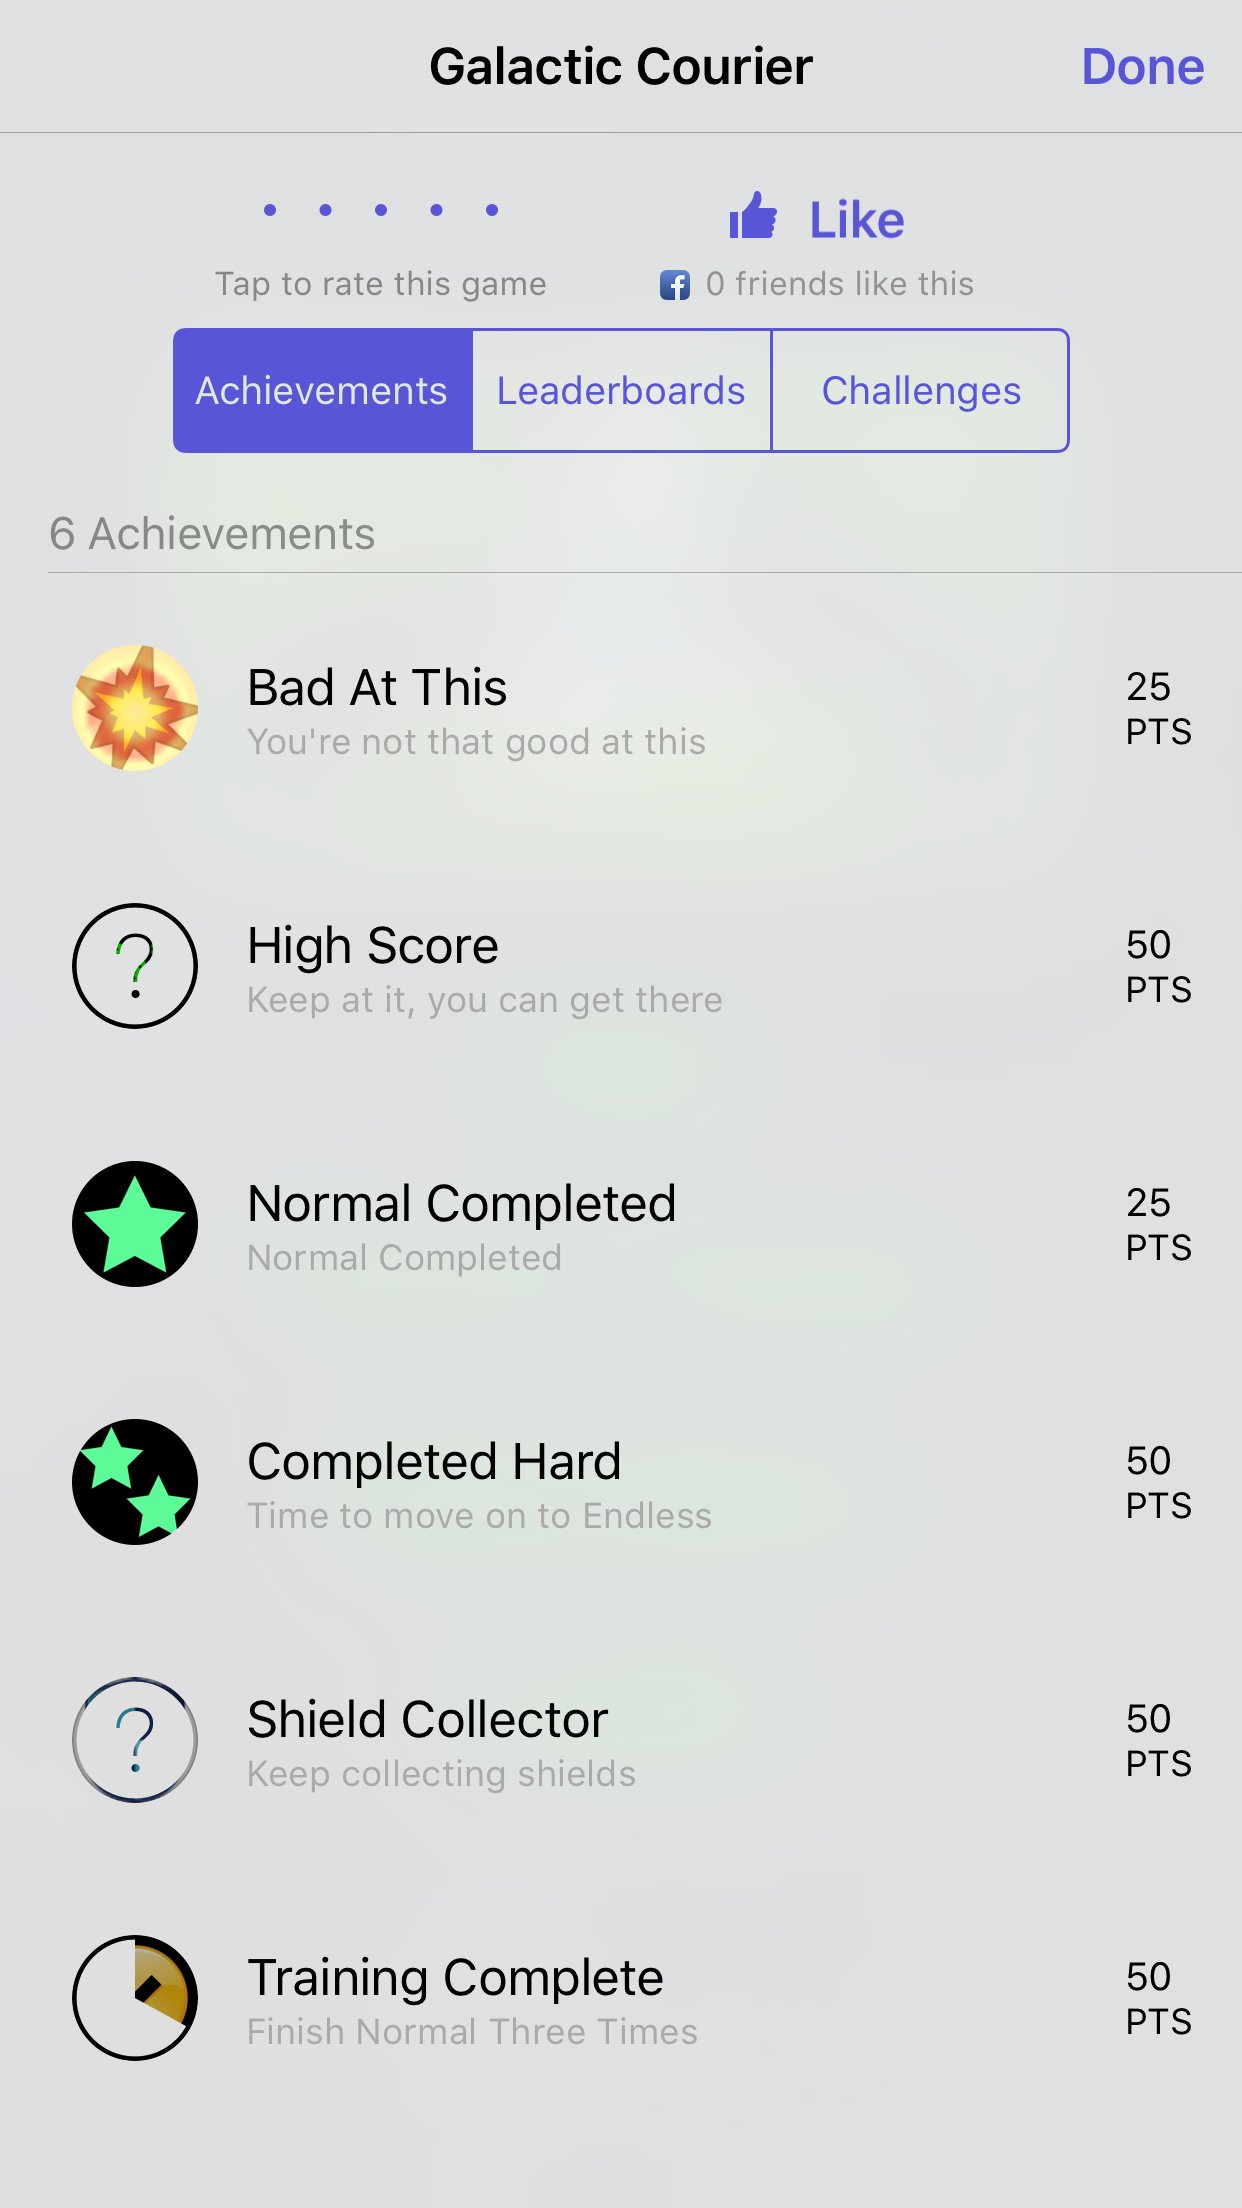 Galactic Courier
Done
Like
Tap to rate this game
0 friends like this
Achievements
Leaderboards
Challenges
6 Achievements
Bad At This
You're not that good at this
25
PTS
?
High Score
Keep at it, you can get there
50
PTS
Normal Completed
Normal Completed
25
PTS
Completed Hard
Time to move on to Endless
50
PTS
?
Shield Collector
Keep collecting shields
50
PTS
Training Complete
Finish Normal Three Times
50
PTS